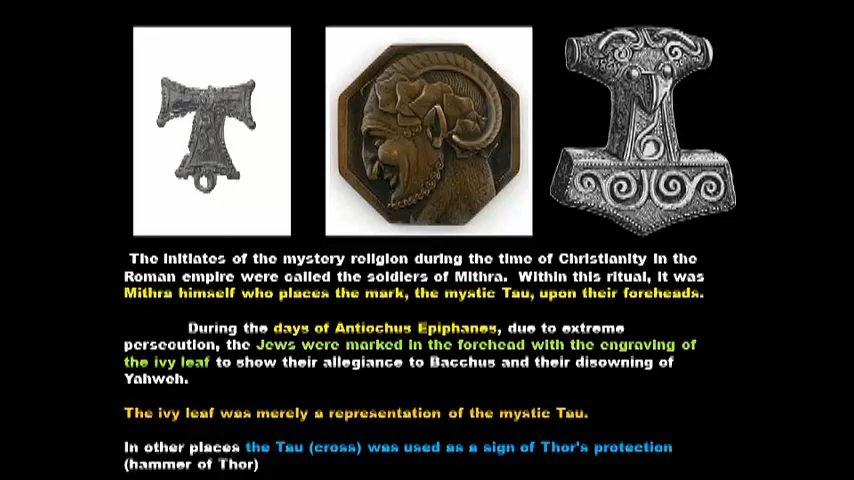 The initiates of the mystery religion during the time of Christianity in the
Roman empire were called the soldiers of Mithra.  Within this ritual, it was
Mithra himself who places the mark, the mystic Tau, upon their foreheads.
During the days of Antiochus Epiphanes, due to extreme
persecution, the Jews were marked in the forehead with the engraving of
the ivy leaf to show their allegiance to Bacchus and their disowning of
Yahweh.
The ivy leaf was merely a representation of the mystic Tau.
In other places the Tau (cross) was used as a sign of Thor's protection
(hammer of Thor)